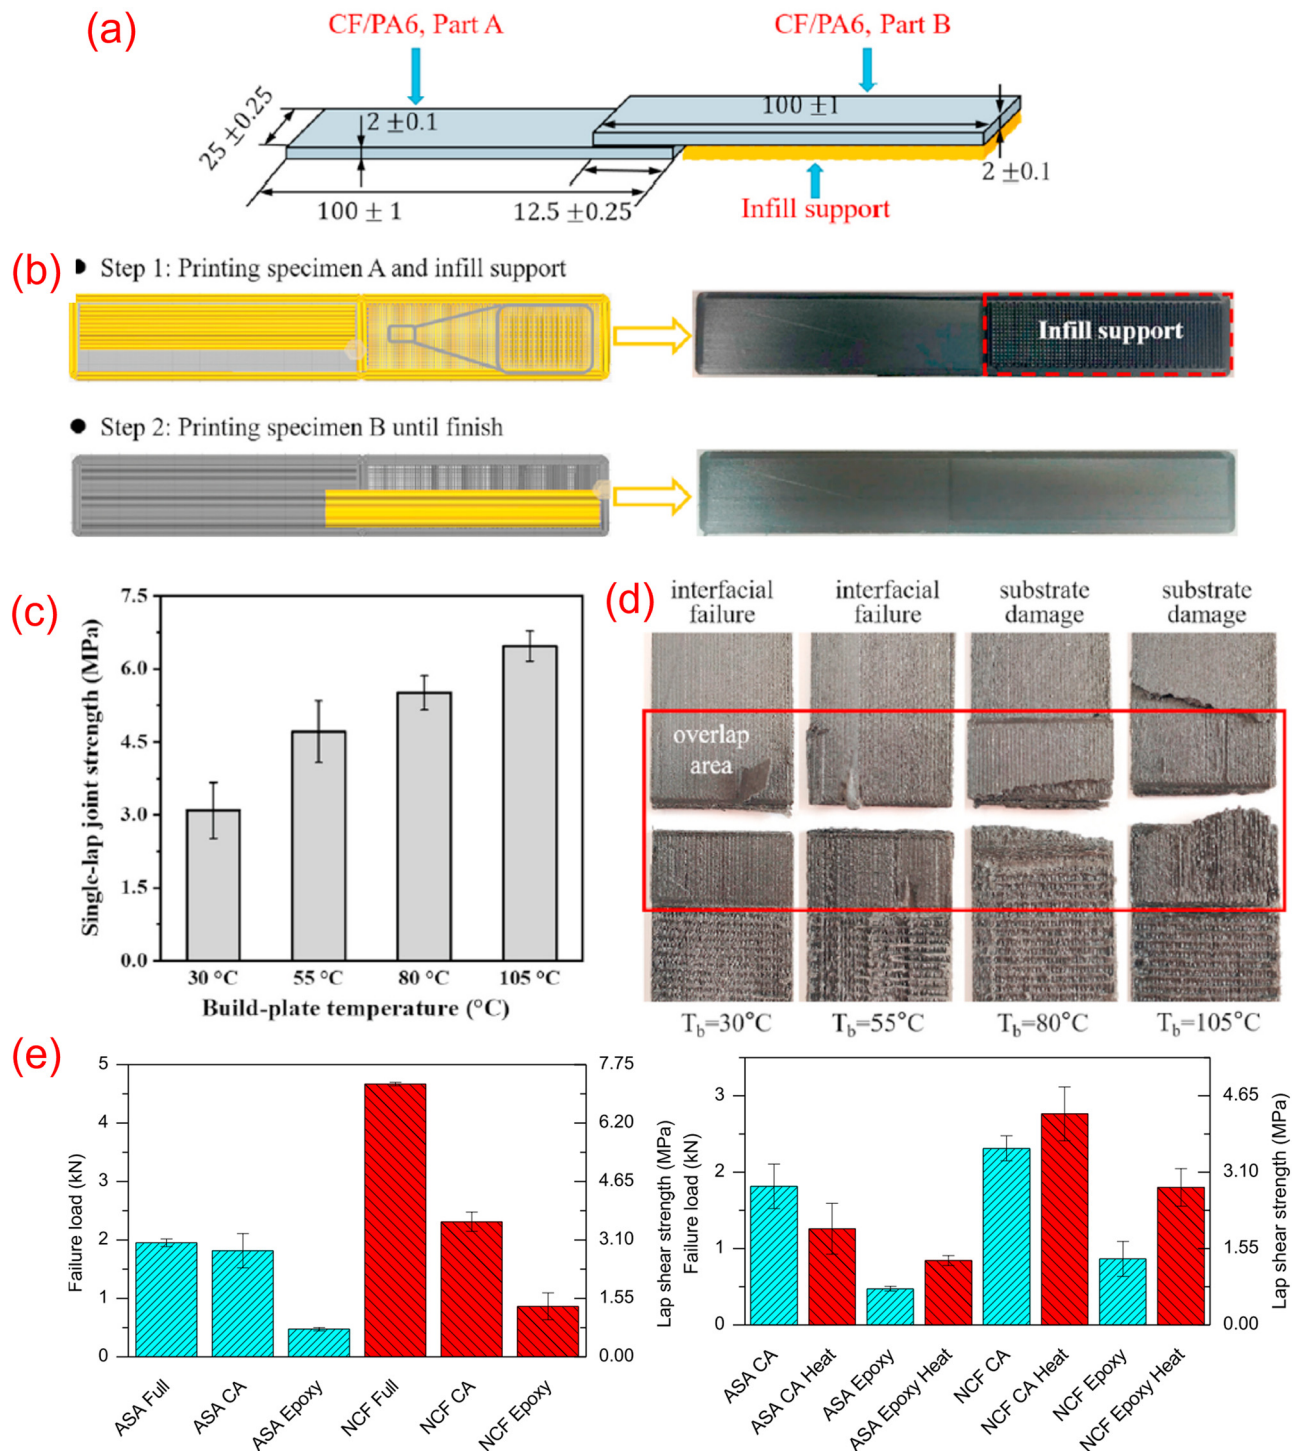 (a)
CF/PA6, Part A
CF/PA6, Part B
25 ±0.25
2 ±0.1
100 ±1
100 ± 1
12.5 ±0.25
2 ±0.1
Infill support
(b)
● Step 1: Printing specimen A and infill support
Infill support
● Step 2: Printing specimen B until finish
(c)
7.5
6.0
4.5
3.0
1.5
0.0
Single-lap joint strength (MPa)
30 °C
55 °C
80 °C
105 °C
Build-plate temperature (°C)
(d)
interfacial
failure
interfacial
failure
substrate
damage
substrate
damage
overlap
area
T_b=30°C
T_b=55°C
T_b=80°C
T_b=105°C
(e)
5
4
3
2
1
0
Failure load (kN)
7.75
6.20
4.65
3.10
1.55
0.00
Lap shear strength (MPa)
ASA Full
ASA CA
ASA Epoxy
NCF Full
NCF CA
NCF Epoxy
3
2
1
0
Failure load (kN)
4.65
3.10
1.55
0.00
Lap shear strength (MPa)
ASA CA
ASA CA Heat
ASA Epoxy
ASA Epoxy Heat
NCF CA
NCF CA Heat
NCF Epoxy
NCF Epoxy Heat